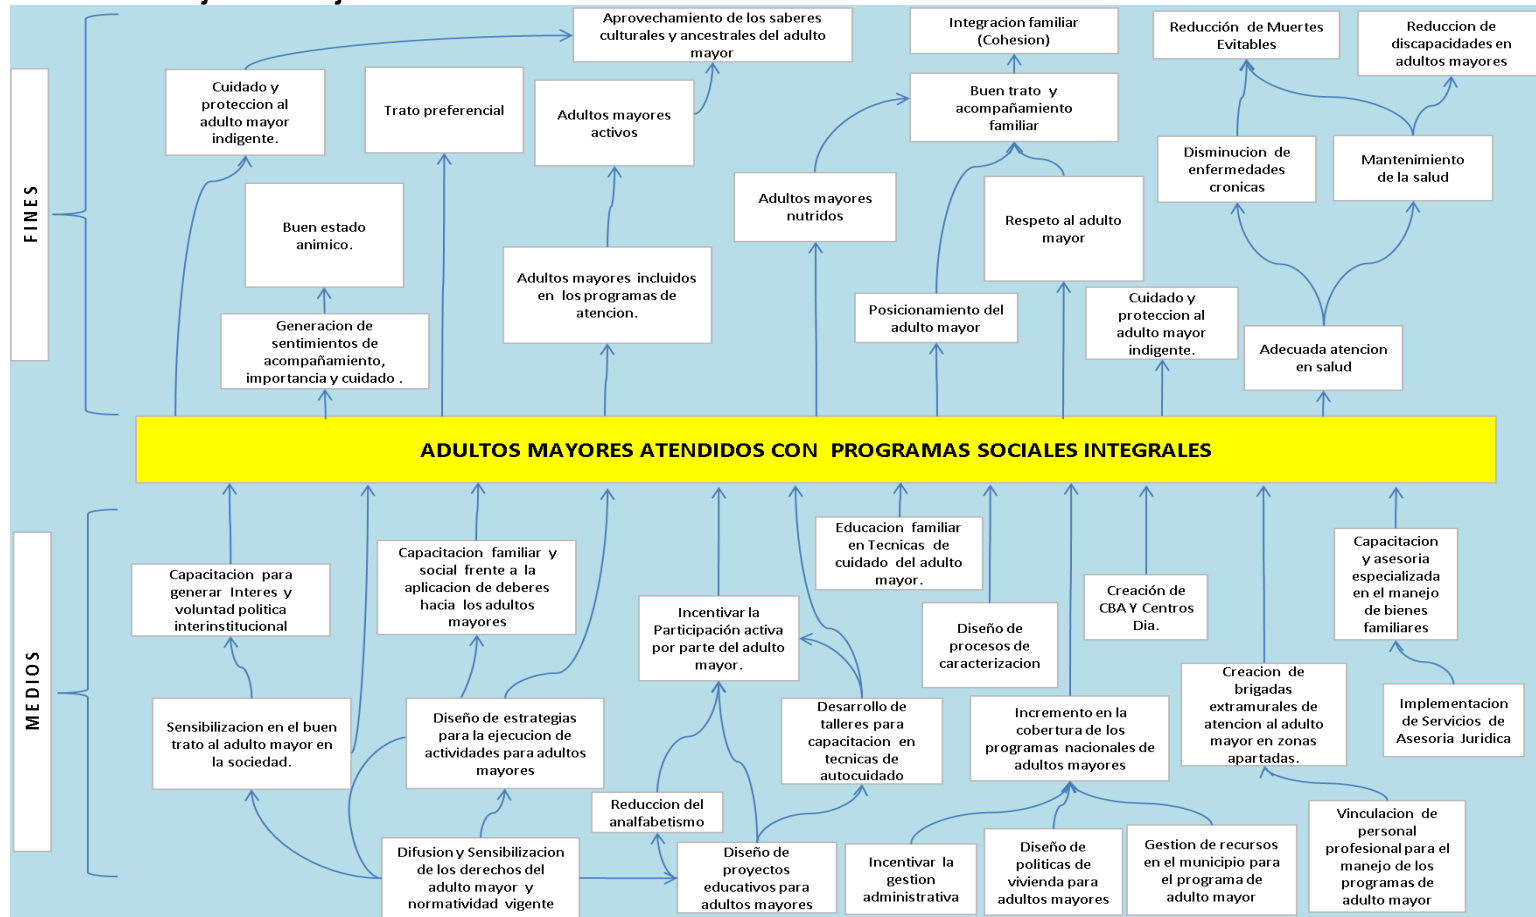 Aprovechamiento de los saberes
culturales y ancestrales del adulto
mayor
Integracion familiar
(Cohesion)
Reducción de Muertes
Evitables
Reduccion de
discapacidades en
adultos mayores
Cuidado y
proteccion al
adulto mayor
indigente.
Trato preferencial
Adultos mayores
activos
Buen trato y
acompañamiento
familiar
Disminucion de
enfermedades
cronicas
Mantenimiento
de la salud
FINES
Buen estado
animico.
Adultos mayores
nutridos
Respeto al adulto
mayor
Adultos mayores incluidos
en los programas de
atencion.
Generacion de
sentimientos de
acompañamiento,
importancia y cuidado .
Posicionamiento del
adulto mayor
Cuidado y
proteccion al
adulto mayor
indigente.
Adecuada atencion
en salud
ADULTOS MAYORES ATENDIDOS CON PROGRAMAS SOCIALES INTEGRALES
MEDIOS
Capacitacion para
generar Interes y
voluntad politica
interinstitucional
Capacitacion familiar y
social frente a la
aplicacion de deberes
hacia los adultos
mayores
Incentivar la
Participación activa
por parte del adulto
mayor.
Educacion familiar
en Tecnicas de
cuidado del adulto
mayor.
Diseño de
procesos de
caracterizacion
Creación de
CBA Y Centros
Dia.
Capacitacion
y asesoria
especializada
en el manejo
de bienes
familiares
Sensibilizacion en el buen
trato al adulto mayor en
la sociedad.
Diseño de estrategias
para la ejecucion de
actividades para adultos
mayores
Desarrollo de
talleres para
capacitacion en
tecnicas de
autocuidado
Incremento en la
cobertura de los
programas nacionales de
adultos mayores
Creacion de
brigadas
extramurales de
atencion al adulto
mayor en zonas
apartadas.
Implementacion
de Servicios de
Asesoria Juridica
Reduccion del
analfabetismo
Difusion y Sensibilizacion
de los derechos del
adulto mayor y
normatividad vigente
Diseño de
proyectos
educativos para
adultos mayores
Incentivar la
gestion
administrativa
Diseño de
politicas de
vivienda para
adultos mayores
Gestion de recursos
en el municipio para
el programa de
adulto mayor
Vinculacion de
personal
profesional para el
manejo de los
programas de
adulto mayor